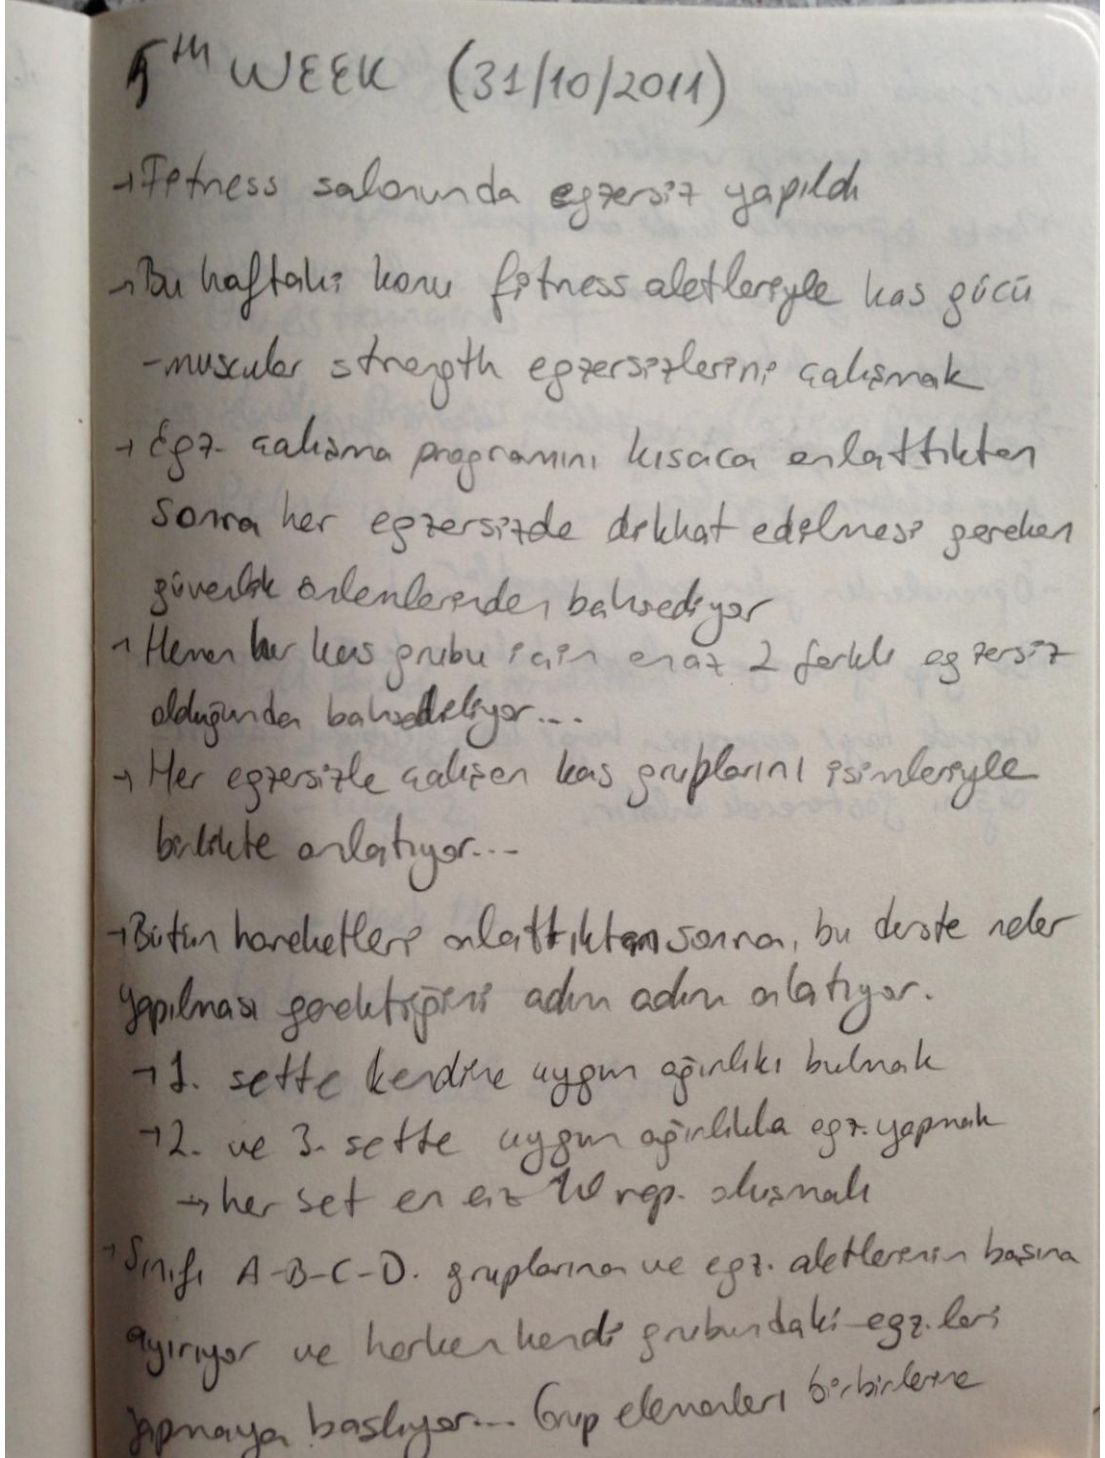 5TH WEEK (31/10/2011)
→ Fitness salonunda egzersiz yapıldı
→ Bu haftaki konu fitness aletleriyle kas gücü
- muscular strength egzersizlerini çalışmak
→ Egz. çalışma programını kısaca anlattıktan
sonra her egzersizde dikkat edilmesi gereken
güvenlik önlemlerinden bahsediyor
→ Hemen her kas grubu için en az 2 farklı egzersiz
olduğundan bahsediliyor...
→ Her egzersizle çalışan kas gruplarını isimleriyle
birlikte anlatıyor...
→ Bütün hareketleri anlattıktan sonra, bu derste neler
yapılması gerektiğini adım adım anlatıyor.
→ 1. sette kendine uygun ağırlıkı bulmak
→ 2. ve 3. sette uygun ağırlıkla egz. yapmak
→ her set en az 10 rep. oluşmalı
→ Sınıfı A-B-C-D. gruplarına ve egz. aletlerinin başına
ayırıyor ve herken kendi grubundaki egz.leri
yapmaya başlıyor... Grup elemanları birbirlerine